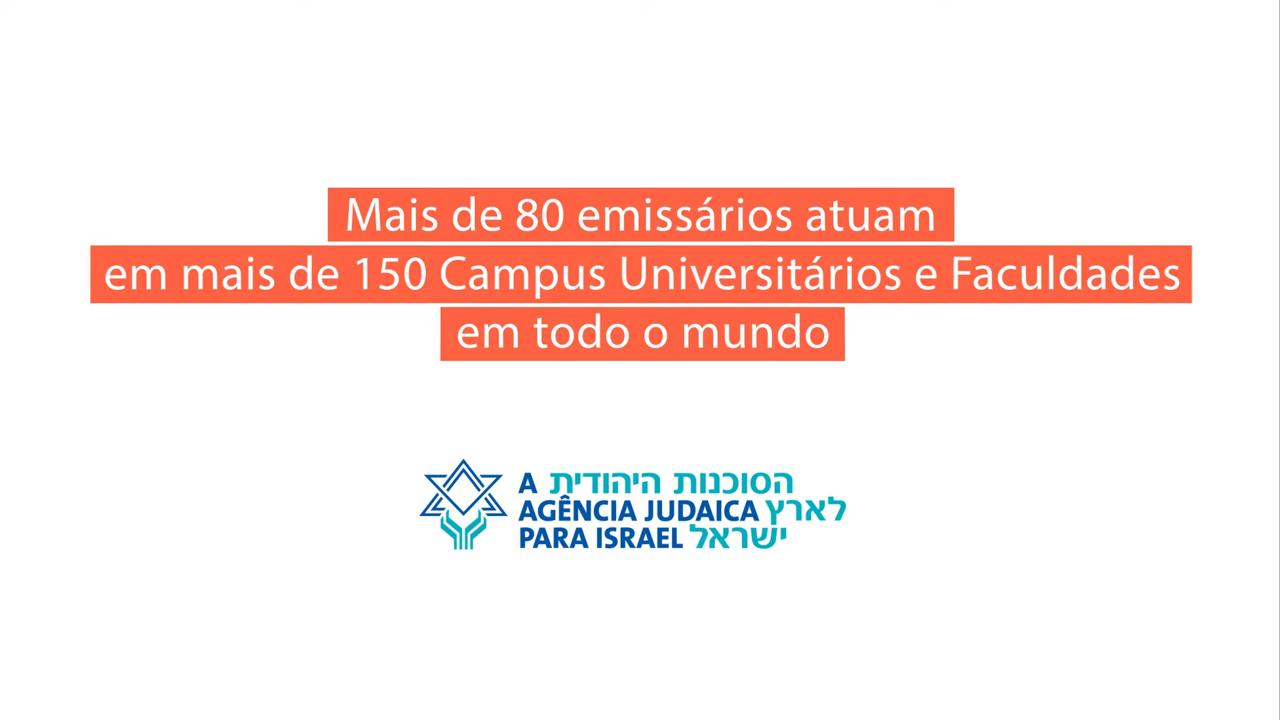 Mais de 80 emissários atuam
em mais de 150 Campus Universitários e Faculdades
em todo o mundo
A הסוכנות היהודית
AGÊNCIA JUDAICA לארץ
PARA ISRAEL ישראל